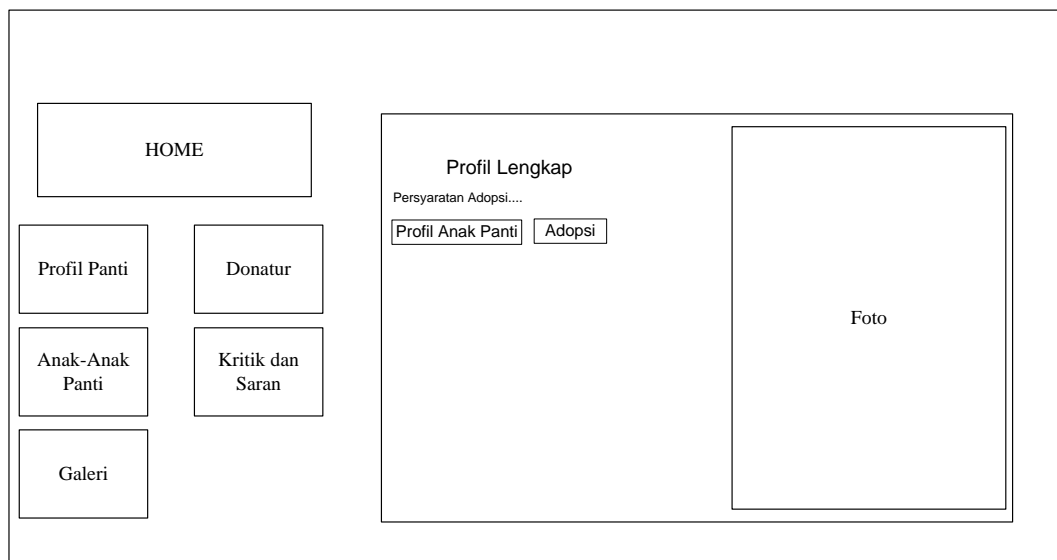 HOME
Profil Panti
Donatur
Anak-Anak
Panti
Kritik dan
Saran
Galeri
Profil Lengkap
Persyaratan Adopsi....
Profil Anak Panti
Adopsi
Foto